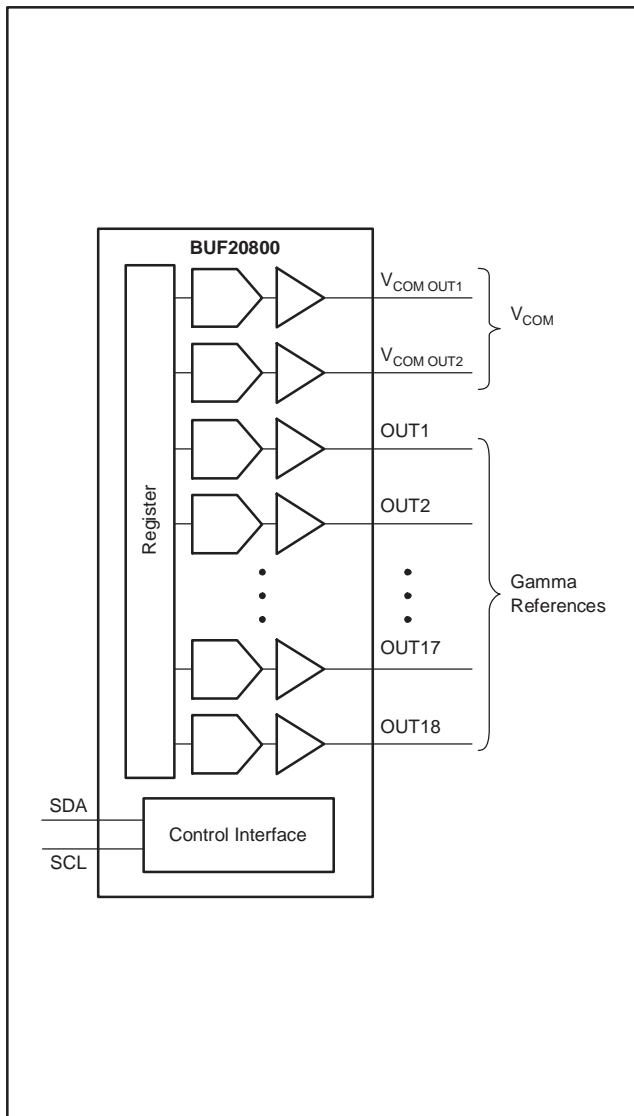 BUF20800
V_COM OUT1
V_COM
V_COM OUT2
OUT1
OUT2
Register
Gamma
References
OUT17
OUT18
SDA
Control Interface
SCL